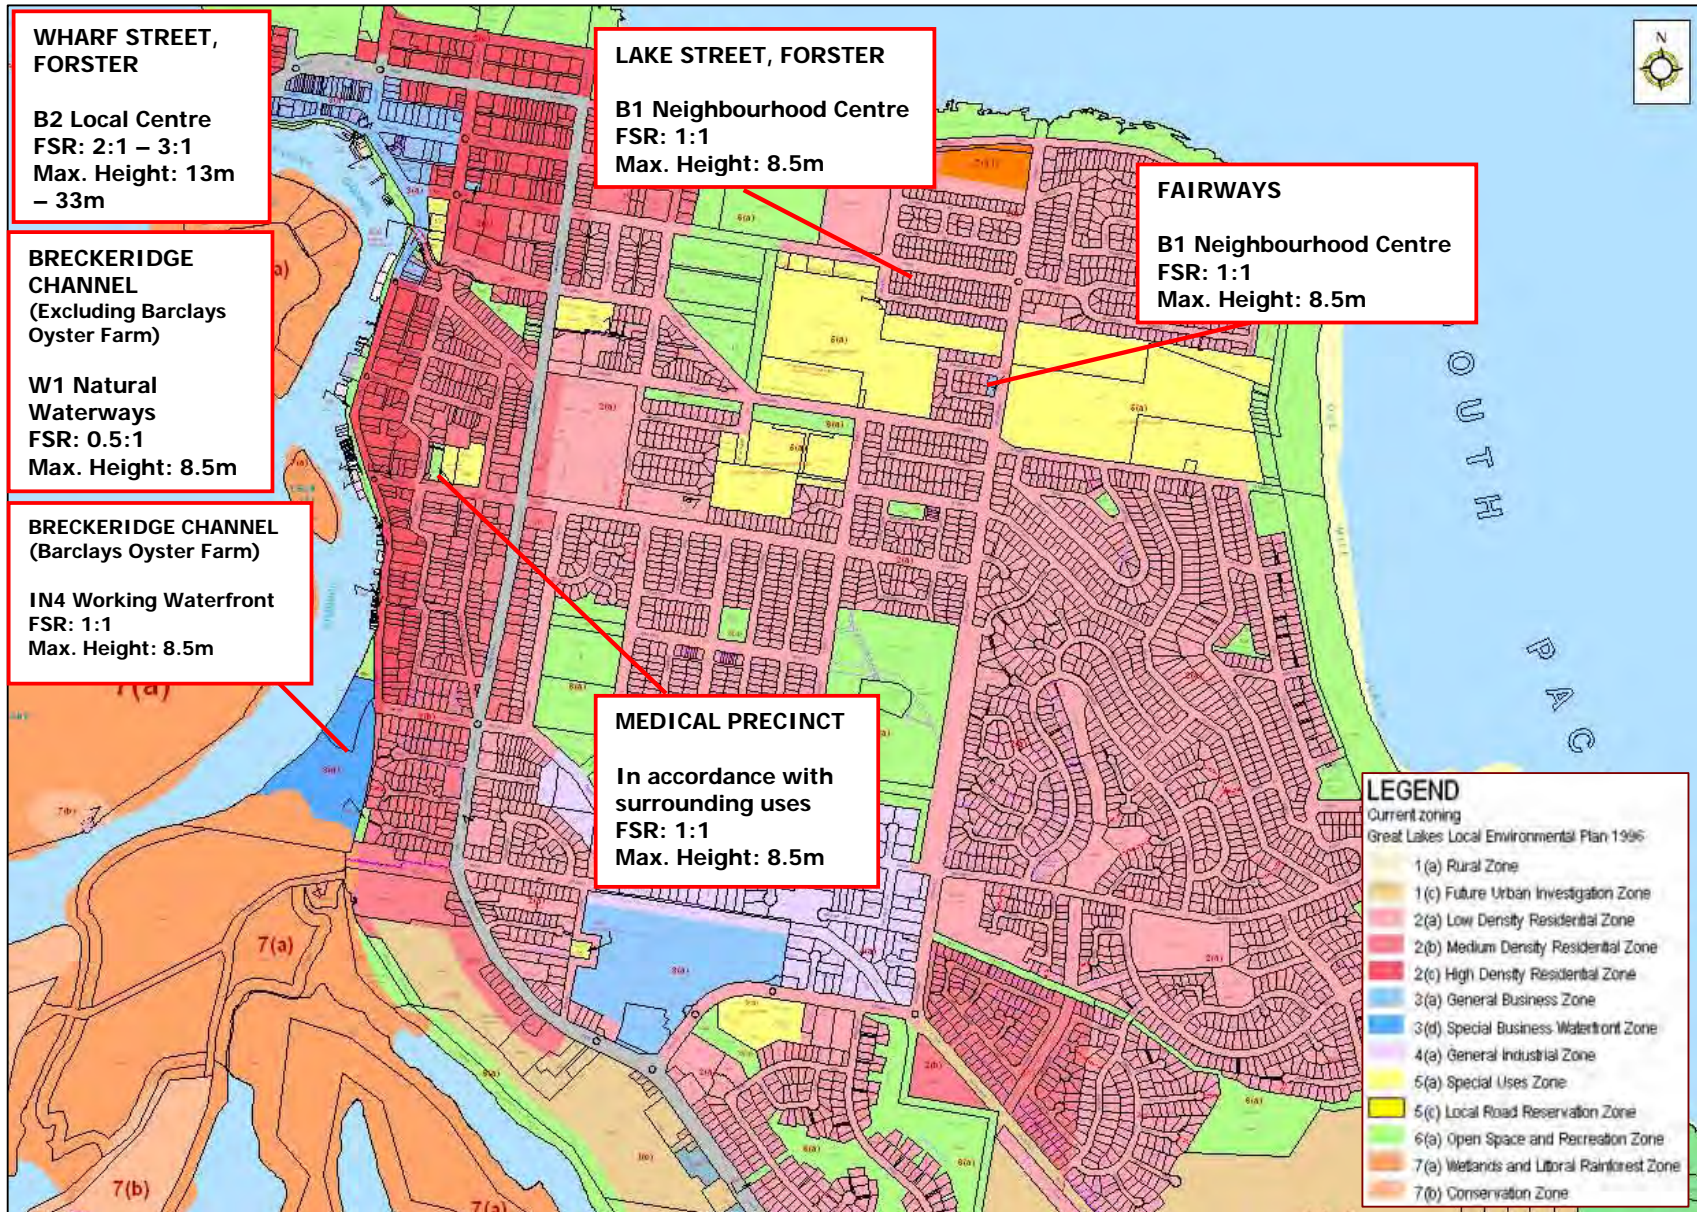 WHARF STREET,
FORSTER
B2 Local Centre
FSR: 2:1 – 3:1
Max. Height: 13m
– 33m
BRECKERIDGE
CHANNEL
(Excluding Barclays
Oyster Farm)
W1 Natural
Waterways
FSR: 0.5:1
Max. Height: 8.5m
BRECKERIDGE CHANNEL
(Barclays Oyster Farm)
IN4 Working Waterfront
FSR: 1:1
Max. Height: 8.5m
LAKE STREET, FORSTER
B1 Neighbourhood Centre
FSR: 1:1
Max. Height: 8.5m
FAIRWAYS
B1 Neighbourhood Centre
FSR: 1:1
Max. Height: 8.5m
MEDICAL PRECINCT
In accordance with
surrounding uses
FSR: 1:1
Max. Height: 8.5m
N
OUTH
PAC
7(a)
7(a)
7(b)
7(a)
LEGEND
Current zoning
Great Lakes Local Environmental Plan 1996
1(a) Rural Zone
1(c) Future Urban Investigation Zone
2(a) Low Density Residential Zone
2(b) Medium Density Residential Zone
2(c) High Density Residential Zone
3(a) General Business Zone
3(d) Special Business Waterfront Zone
4(a) General Industrial Zone
5(a) Special Uses Zone
5(c) Local Road Reservation Zone
6(a) Open Space and Recreation Zone
7(a) Wetlands and Littoral Rainforest Zone
7(b) Conservation Zone